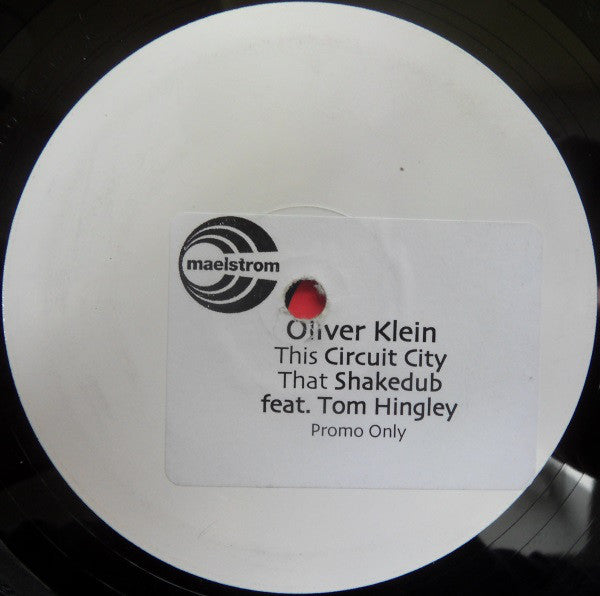 maelstrom
Oliver Klein
This Circuit City
That Shakedub
feat. Tom Hingley
Promo Only